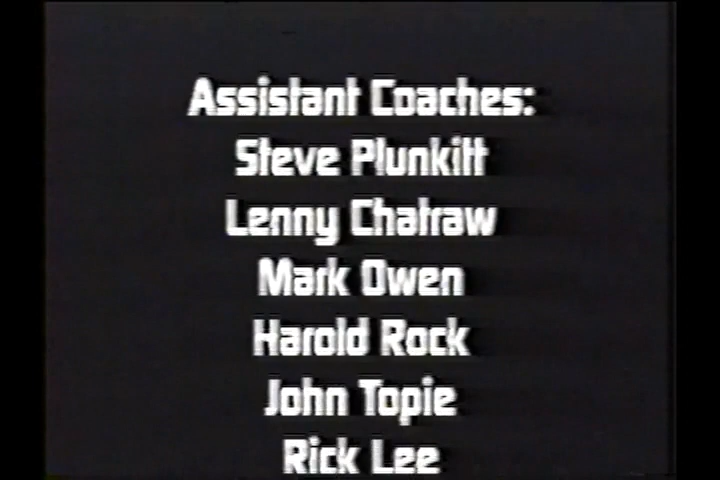 Assistant Coaches:
Steve Plunkitt
Lenny Chatraw
Mark Owen
Harold Rock
John Topie
Rick Lee